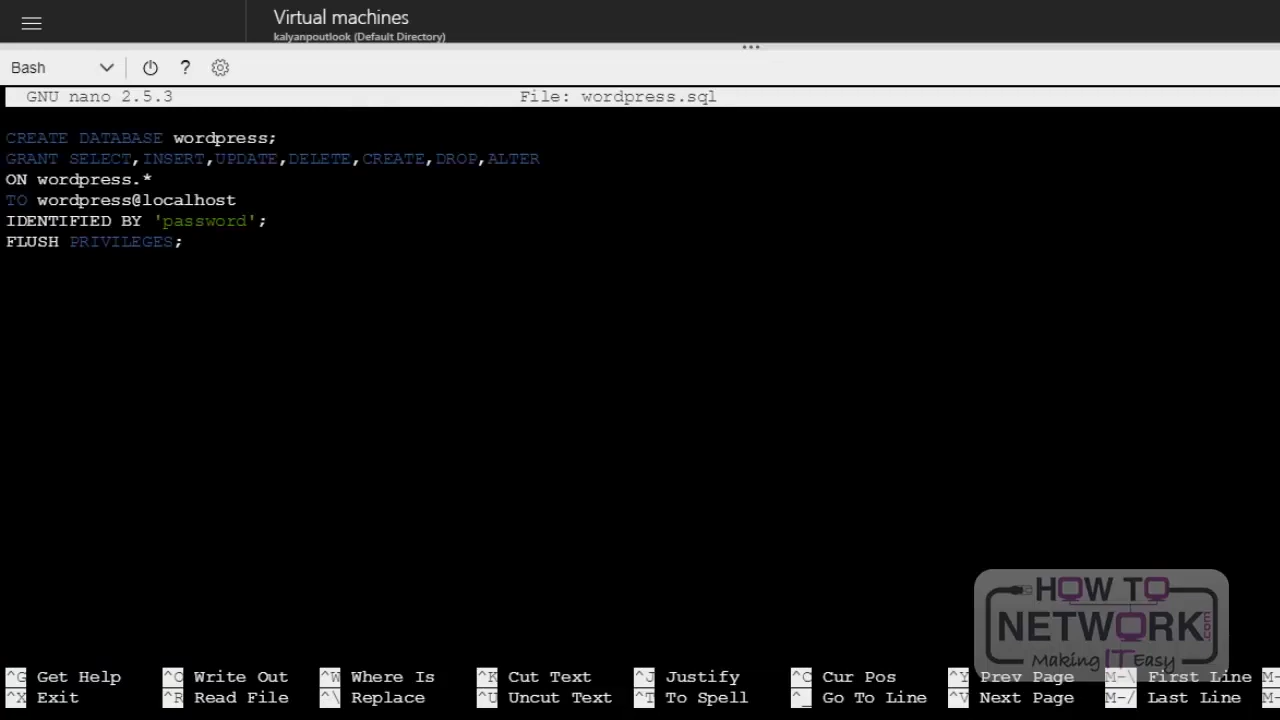 Virtual machines
kalyanpoutlook (Default Directory)
Bash
GNU nano 2.5.3 File: wordpress.sql
CREATE DATABASE wordpress;
GRANT SELECT,INSERT,UPDATE,DELETE,CREATE,DROP,ALTER
ON wordpress.*
TO wordpress@localhost
IDENTIFIED BY 'password';
FLUSH PRIVILEGES;
HOW TO
NETWORK.com
Making IT Easy
^G Get Help ^O Write Out ^W Where Is ^K Cut Text ^J Justify ^C Cur Pos ^Y Prev Page M-\ First Line M-
^X Exit ^R Read File ^\ Replace ^U Uncut Text ^T To Spell ^_ Go To Line ^V Next Page M-/ Last Line M-